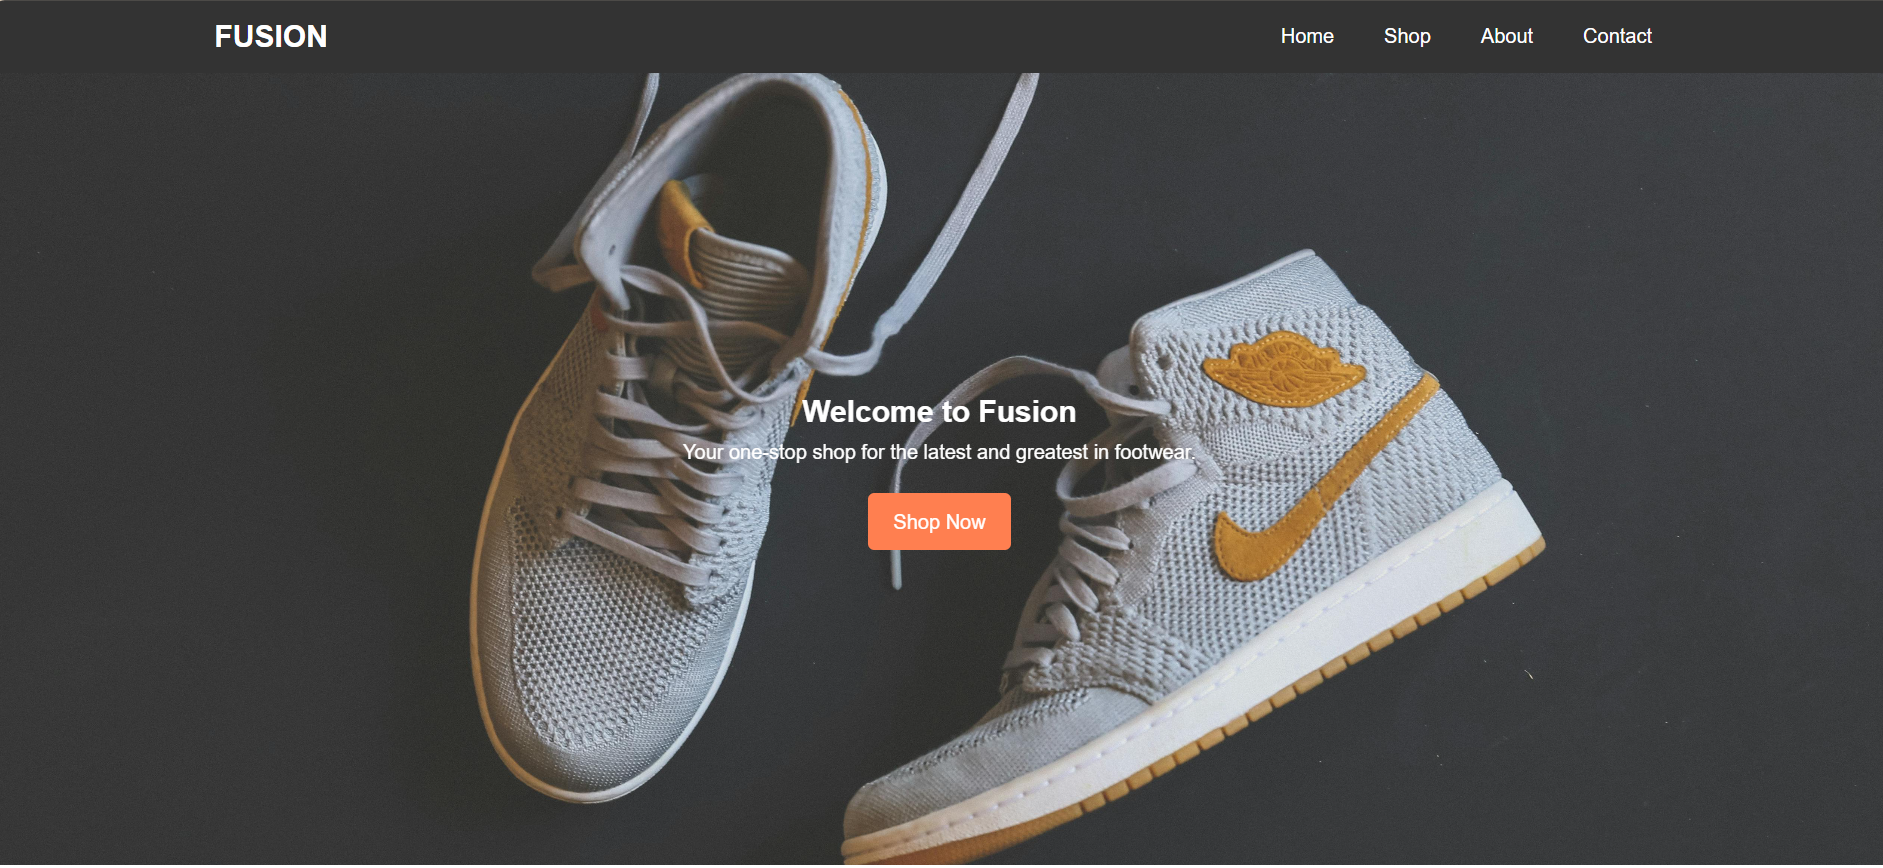 FUSION
Home Shop About Contact
Welcome to Fusion
Your one-stop shop for the latest and greatest in footwear.
Shop Now